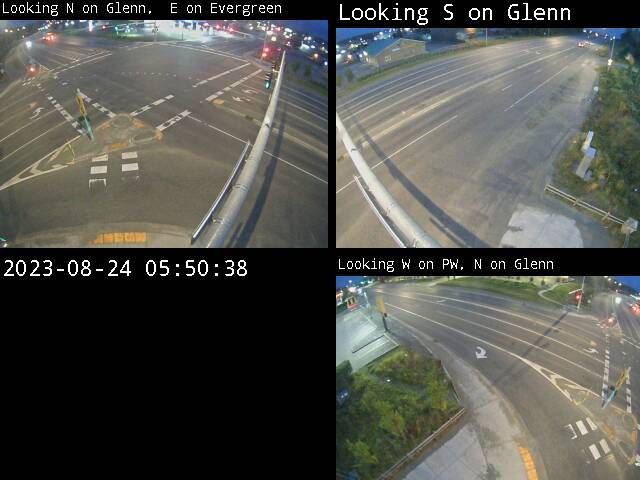 Looking N on Glenn,  E on Evergreen
Looking S on Glenn
2023-08-24 05:50:38
Looking W on PW, N on Glenn